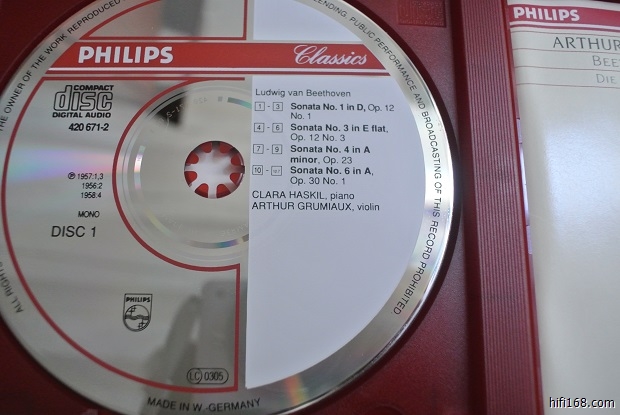 THE OWNER OF THE WORK REPRODUCED
LENDING, PUBLIC PERFORMANCE AND BROADCASTING OF THIS RECORD PROHIBITED.
PHILIPS Classics
COMPACT
disc
DIGITAL AUDIO
420 671-2
Ludwig van Beethoven
1 - 3 Sonata No. 1 in D, Op. 12
No. 1
4 - 6 Sonata No. 3 in E flat,
Op. 12 No. 3
7 - 9 Sonata No. 4 in A
minor, Op. 23
10 - Sonata No. 6 in A,
Op. 30 No. 1
CLARA HASKIL, piano
ARTHUR GRUMIAUX, violin
℗ 1957:1,3
1956:2
1958:4
MONO
DISC 1
PHILIPS
LC 0305
ALL RIGHTS
MADE IN W.-GERMANY
PHILIPS
ARTHUR
BEE
DIE
hifi168.com